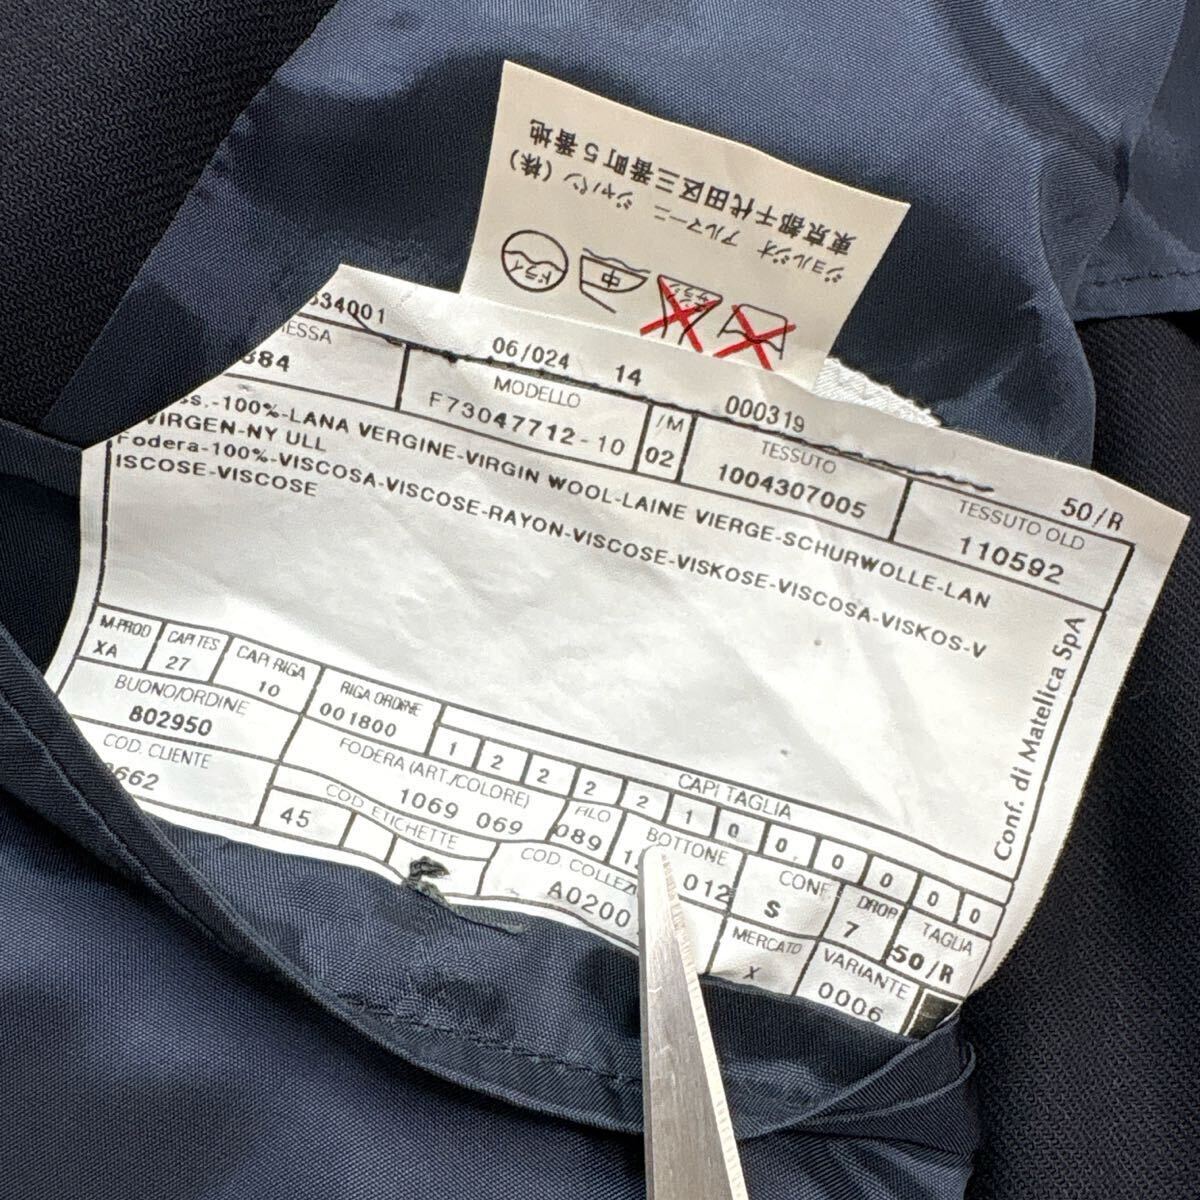 東京都千代田区三番町5番地
ジョルジオ アルマーニ ジャパン(株)
ドライ
中
34001
06/024 14 000319 50/R
ESSA
384
MODELLO
F73047712-10
/M
02
TESSUTO
1004307005
TESSUTO OLD
110592
s.-100%-LANA VERGINE-VIRGIN WOOL-LAINE VIERGE-SCHURWOLLE-LAN
VIRGEN-NY ULL
Fodera-100%-VISCOSA-VISCOSE-RAYON-VISCOSE-VISKOSE-VISCOSA-VISKOS-V
ISCOSE-VISCOSE
Conf. di Matellica SpA
M-PROD
XA
CAPI TES
27
CAPI RIGA
10
RIGA ORDINE
001800
CAPI TAGLIA
1 2 2 2 2 1 0 0 0 0 0 0
BUONO/ORDINE
802950
FODERA (ART./COLORE)
1069 069
FILO
089
BOTTONE
012
CONF.
S
DROP
7
TAGLIA
50/R
COD. CLIENTE
662
45
COD. ETICHETTE
COD. COLLEZ
A0200
MERCATO
X
VARIANTE
0006